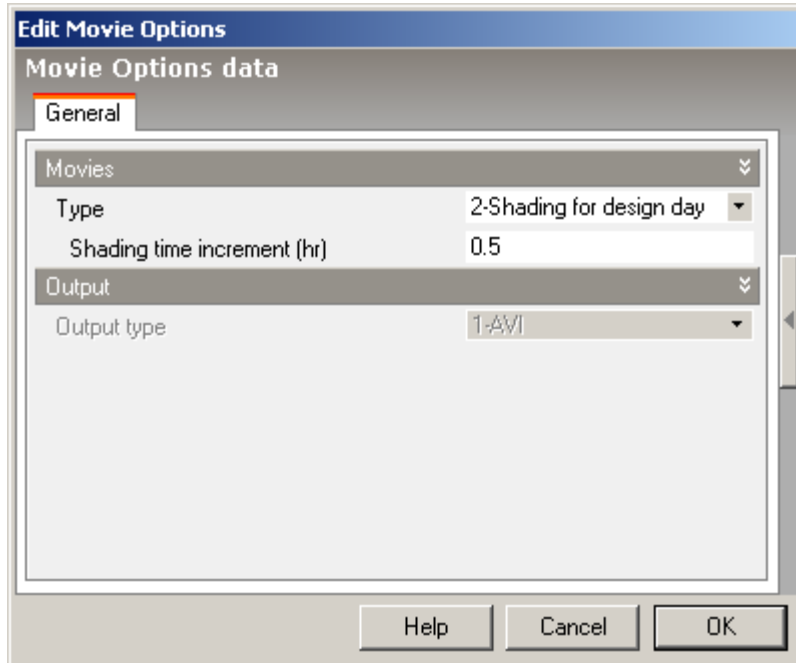 Edit Movie Options
Movie Options data
General
Movies
Type 2-Shading for design day
Shading time increment (hr) 0.5
Output
Output type 1-AVI
Help Cancel OK